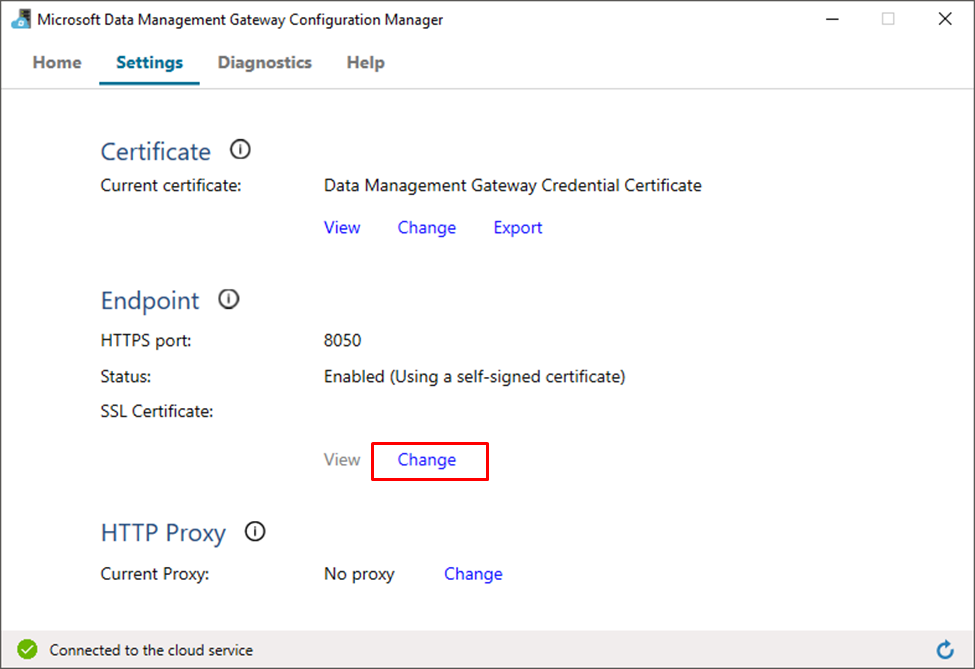 Microsoft Data Management Gateway Configuration Manager
Home Settings Diagnostics Help
Certificate
Current certificate: Data Management Gateway Credential Certificate
View Change Export
Endpoint
HTTPS port: 8050
Status: Enabled (Using a self-signed certificate)
SSL Certificate:
View Change
HTTP Proxy
Current Proxy: No proxy Change
Connected to the cloud service